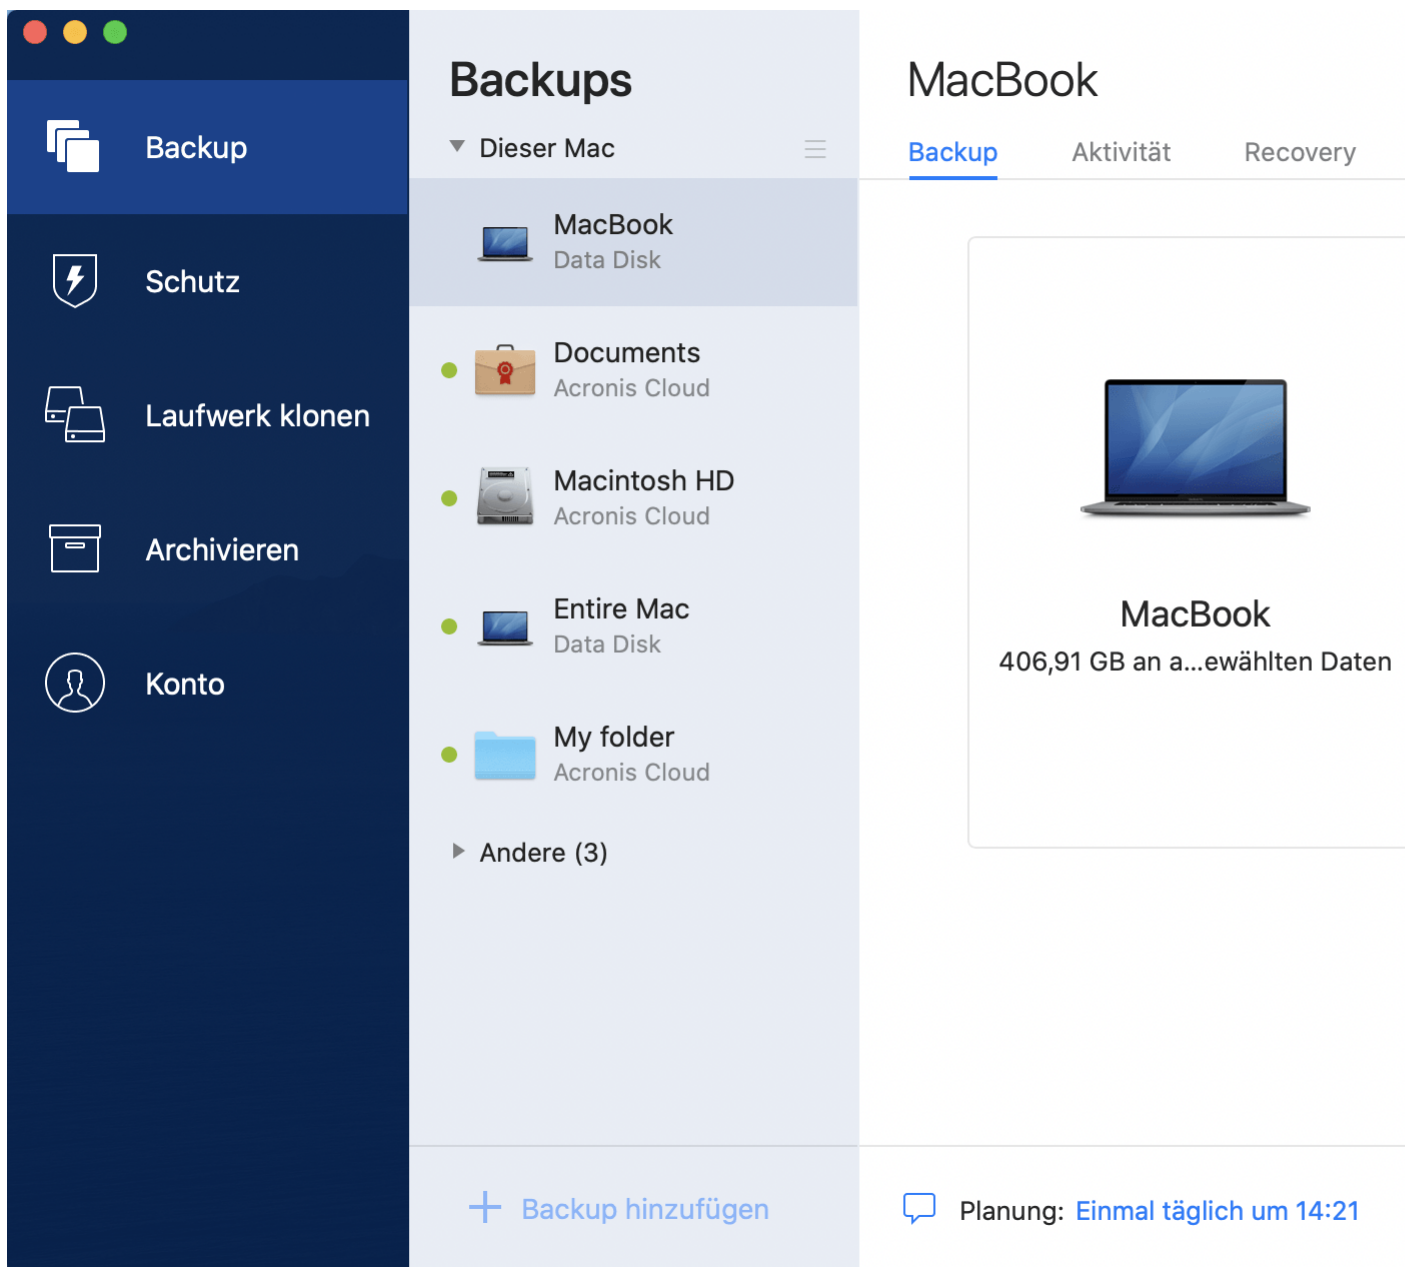 Backup
Schutz
Laufwerk klonen
Archivieren
Konto
Backups
Dieser Mac
MacBook
Data Disk
Documents
Acronis Cloud
Macintosh HD
Acronis Cloud
Entire Mac
Data Disk
My folder
Acronis Cloud
Andere (3)
Backup hinzufügen
MacBook
Backup Aktivität Recovery
MacBook
406,91 GB an a...ewählten Daten
Planung: Einmal täglich um 14:21